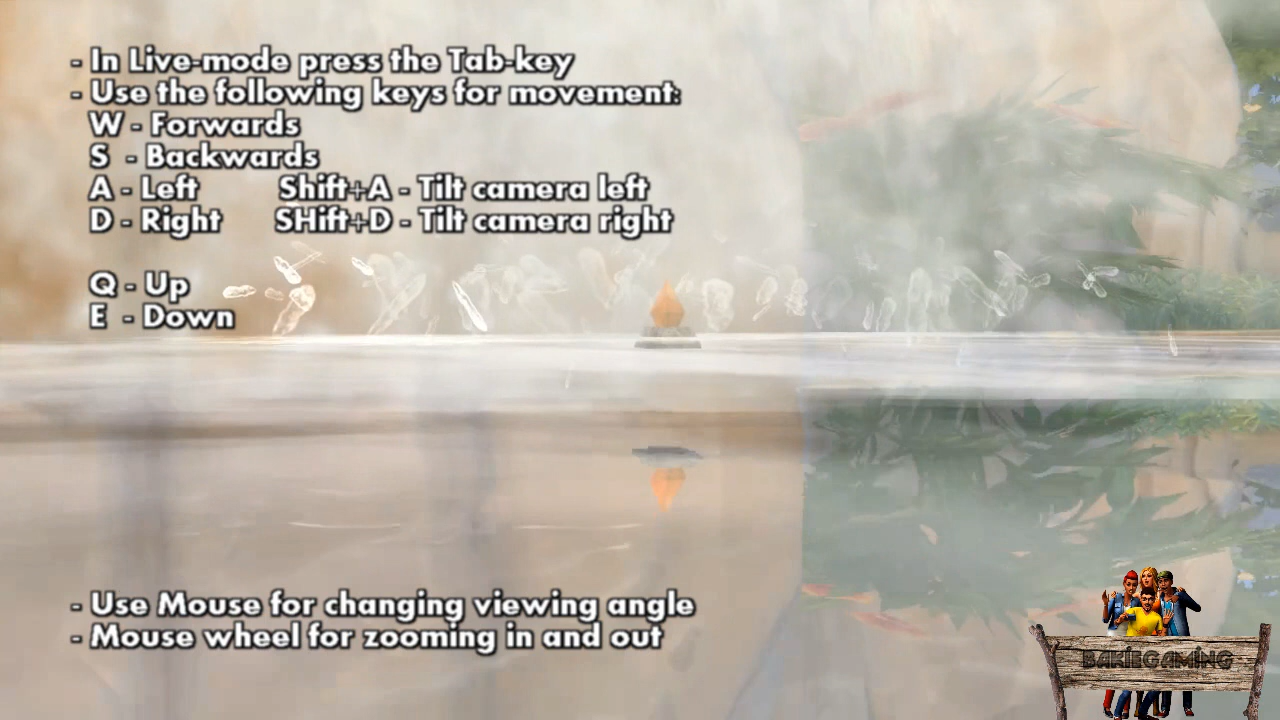 - In Live-mode press the Tab-key
- Use the following keys for movement:
W - Forwards
S - Backwards
A - Left Shift+A - Tilt camera left
D - Right SHift+D - Tilt camera right
Q - Up
E - Down
- Use Mouse for changing viewing angle
- Mouse wheel for zooming in and out
BAKIEGAMING